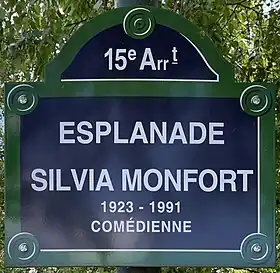 15e Arrt
ESPLANADE
SILVIA MONFORT
1923 - 1991
COMÉDIENNE